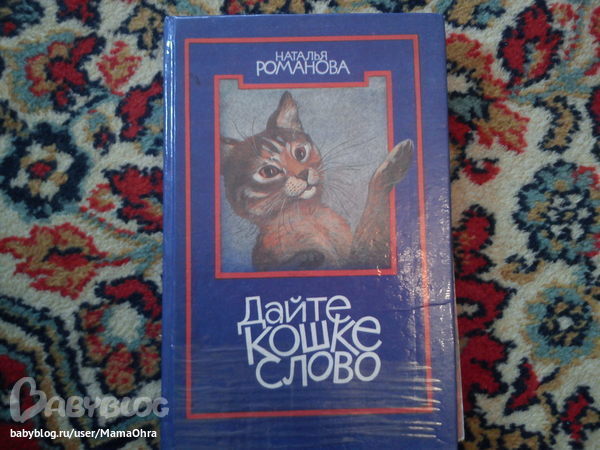 НАТАЛЬЯ
РОМАНОВА
Дайте
кошке
слово
BABYBLOG
babyblog.ru/user/MamaOhra